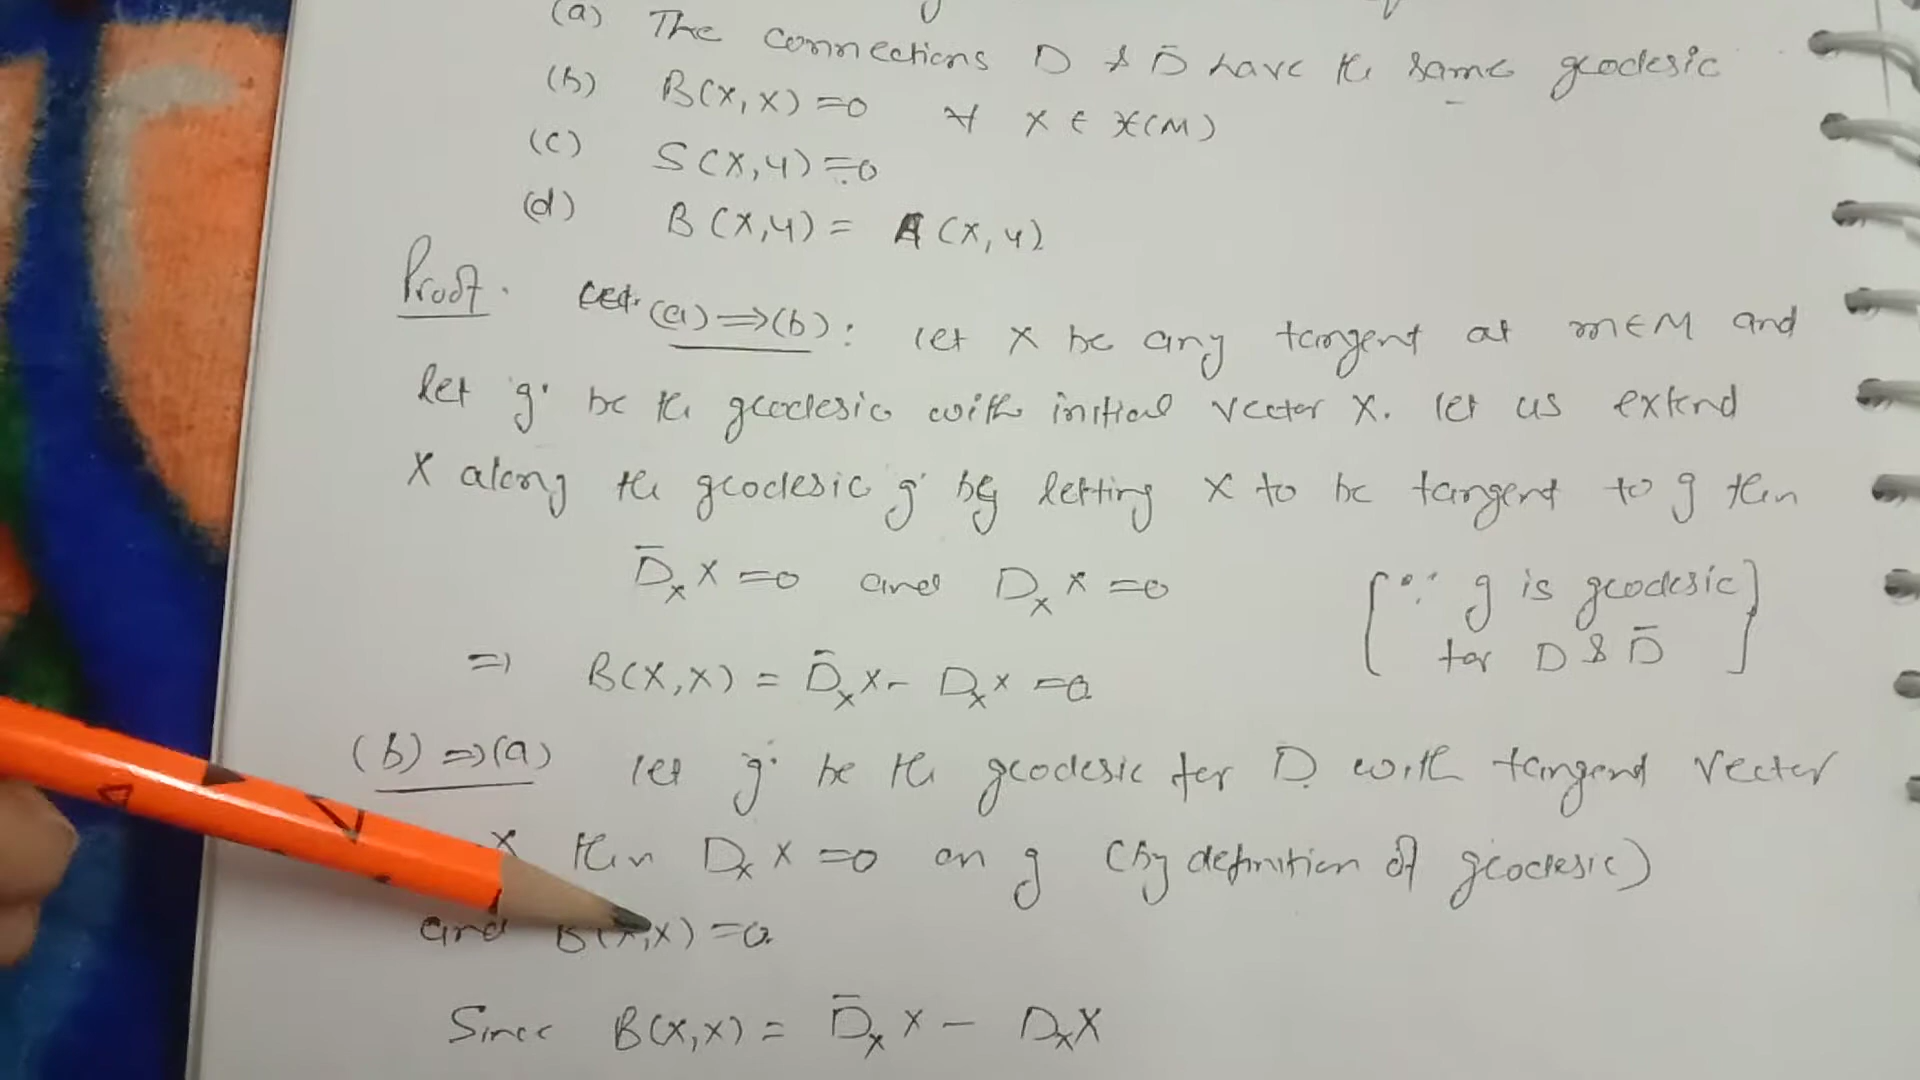 (a) The connections D & D̄ have the same geodesic
(b) B(X,X)=0 ∀ X ∈ X(M)
(c) S(X,Y)=0
(d) B(X,Y)= A(X,Y)
Proof. Let (a)⇒(b): let X be any tangent at m∈M and
let 'g' be the geodesic with initial vector X. let us extend
X along the geodesic g by letting X to be tangent to g then
D̄ₓX=0 and DₓX=0 [∵ g is geodesic
for D & D̄]
⇒ B(X,X) = D̄ₓX - DₓX =0
(b)⇒(a) let 'g' be the geodesic for D with tangent vector
X then DₓX=0 on g (by definition of geodesic)
and B(X,X)=0.
Since B(X,X)= D̄ₓX - DₓX